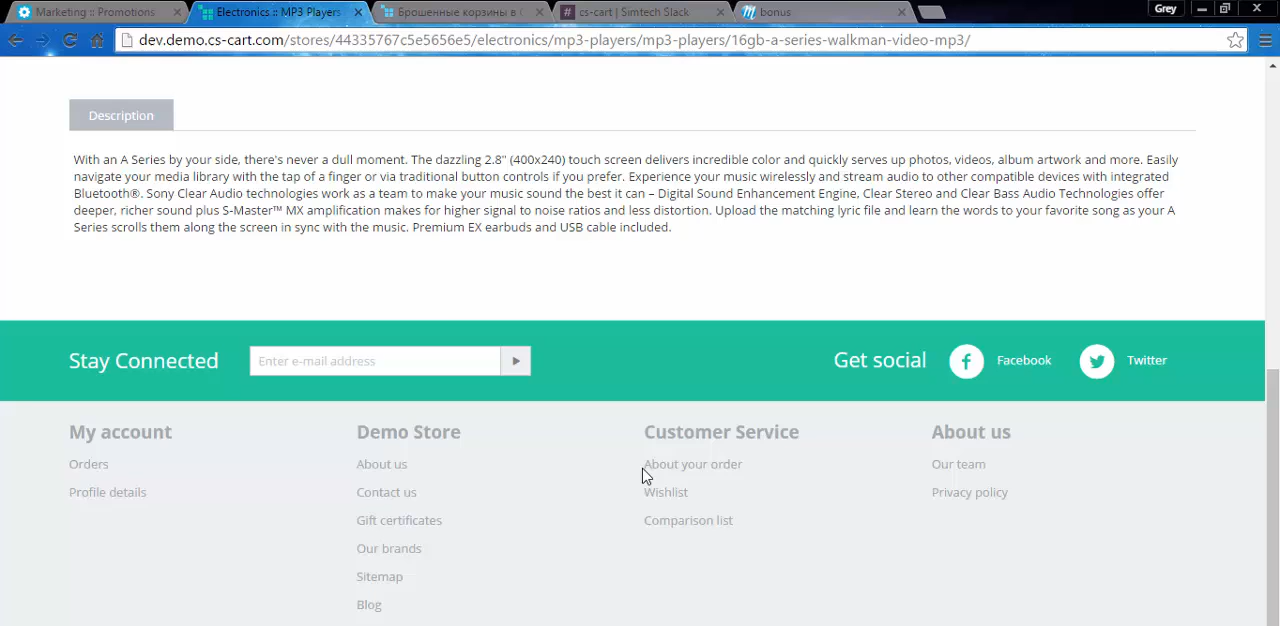 Marketing :: Promotions
Electronics :: MP3 Players
Брошенные корзины в
cs-cart | Simtech Slack
bonus
Grey
dev.demo.cs-cart.com/stores/44335767c5e5656e5/electronics/mp3-players/mp3-players/16gb-a-series-walkman-video-mp3/
Description
With an A Series by your side, there's never a dull moment. The dazzling 2.8" (400x240) touch screen delivers incredible color and quickly serves up photos, videos, album artwork and more. Easily
navigate your media library with the tap of a finger or via traditional button controls if you prefer. Experience your music wirelessly and stream audio to other compatible devices with integrated
Bluetooth®. Sony Clear Audio technologies work as a team to make your music sound the best it can – Digital Sound Enhancement Engine, Clear Stereo and Clear Bass Audio Technologies offer
deeper, richer sound plus S-Master™ MX amplification makes for higher signal to noise ratios and less distortion. Upload the matching lyric file and learn the words to your favorite song as your A
Series scrolls them along the screen in sync with the music. Premium EX earbuds and USB cable included.
Stay Connected
Enter e-mail address
Get social
Facebook
Twitter
My account
Orders
Profile details
Demo Store
About us
Contact us
Gift certificates
Our brands
Sitemap
Blog
Customer Service
About your order
Wishlist
Comparison list
About us
Our team
Privacy policy